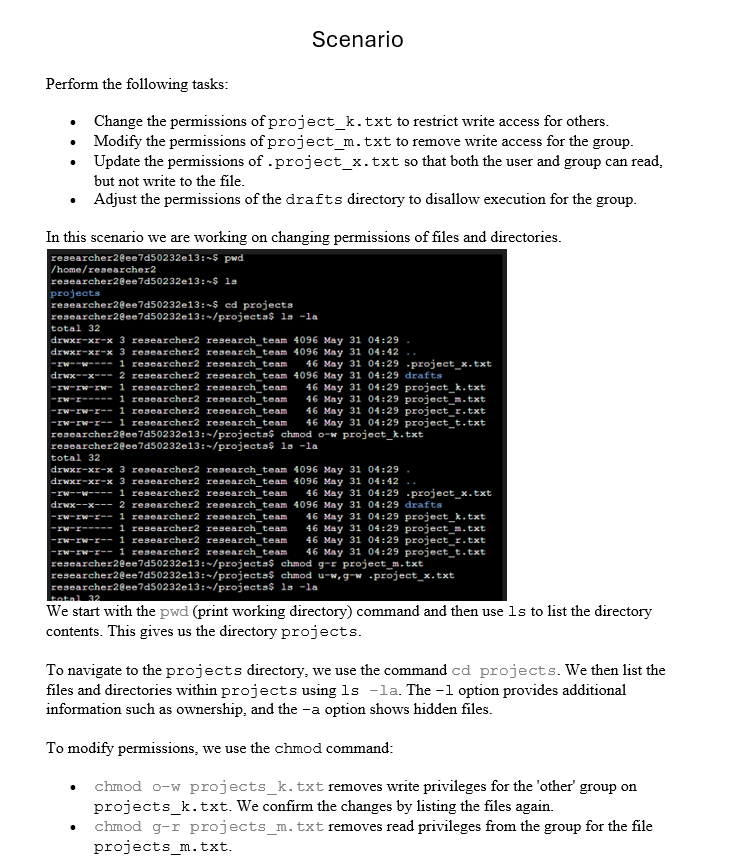 Scenario
Perform the following tasks:
• Change the permissions of project_k.txt to restrict write access for others.
• Modify the permissions of project_m.txt to remove write access for the group.
• Update the permissions of .project_x.txt so that both the user and group can read,
but not write to the file.
• Adjust the permissions of the drafts directory to disallow execution for the group.
In this scenario we are working on changing permissions of files and directories.
researcher2@ee7d50232e13:~$ pwd
/home/researcher2
researcher2@ee7d50232e13:~$ ls
projects
researcher2@ee7d50232e13:~$ cd projects
researcher2@ee7d50232e13:~/projects$ ls -la
total 32
drwxr-xr-x 3 researcher2 research_team 4096 May 31 04:29 .
drwxr-xr-x 3 researcher2 research_team 4096 May 31 04:42 ..
-rw--w---- 1 researcher2 research_team   46 May 31 04:29 .project_x.txt
drwx--x--- 2 researcher2 research_team 4096 May 31 04:29 drafts
-rw-rw-rw- 1 researcher2 research_team   46 May 31 04:29 project_k.txt
-rw-r----- 1 researcher2 research_team   46 May 31 04:29 project_m.txt
-rw-rw-r-- 1 researcher2 research_team   46 May 31 04:29 project_r.txt
-rw-rw-r-- 1 researcher2 research_team   46 May 31 04:29 project_t.txt
researcher2@ee7d50232e13:~/projects$ chmod o-w project_k.txt
researcher2@ee7d50232e13:~/projects$ ls -la
total 32
drwxr-xr-x 3 researcher2 research_team 4096 May 31 04:29 .
drwxr-xr-x 3 researcher2 research_team 4096 May 31 04:42 ..
-rw--w---- 1 researcher2 research_team   46 May 31 04:29 .project_x.txt
drwx--x--- 2 researcher2 research_team 4096 May 31 04:29 drafts
-rw-rw-r-- 1 researcher2 research_team   46 May 31 04:29 project_k.txt
-rw-r----- 1 researcher2 research_team   46 May 31 04:29 project_m.txt
-rw-rw-r-- 1 researcher2 research_team   46 May 31 04:29 project_r.txt
-rw-rw-r-- 1 researcher2 research_team   46 May 31 04:29 project_t.txt
researcher2@ee7d50232e13:~/projects$ chmod g-r project_m.txt
researcher2@ee7d50232e13:~/projects$ chmod u-w,g-w .project_x.txt
researcher2@ee7d50232e13:~/projects$ ls -la
total 32
We start with the pwd (print working directory) command and then use ls to list the directory
contents. This gives us the directory projects.
To navigate to the projects directory, we use the command cd projects. We then list the
files and directories within projects using ls -la. The -l option provides additional
information such as ownership, and the -a option shows hidden files.
To modify permissions, we use the chmod command:
• chmod o-w projects_k.txt removes write privileges for the 'other' group on
projects_k.txt. We confirm the changes by listing the files again.
• chmod g-r projects_m.txt removes read privileges from the group for the file
projects_m.txt.